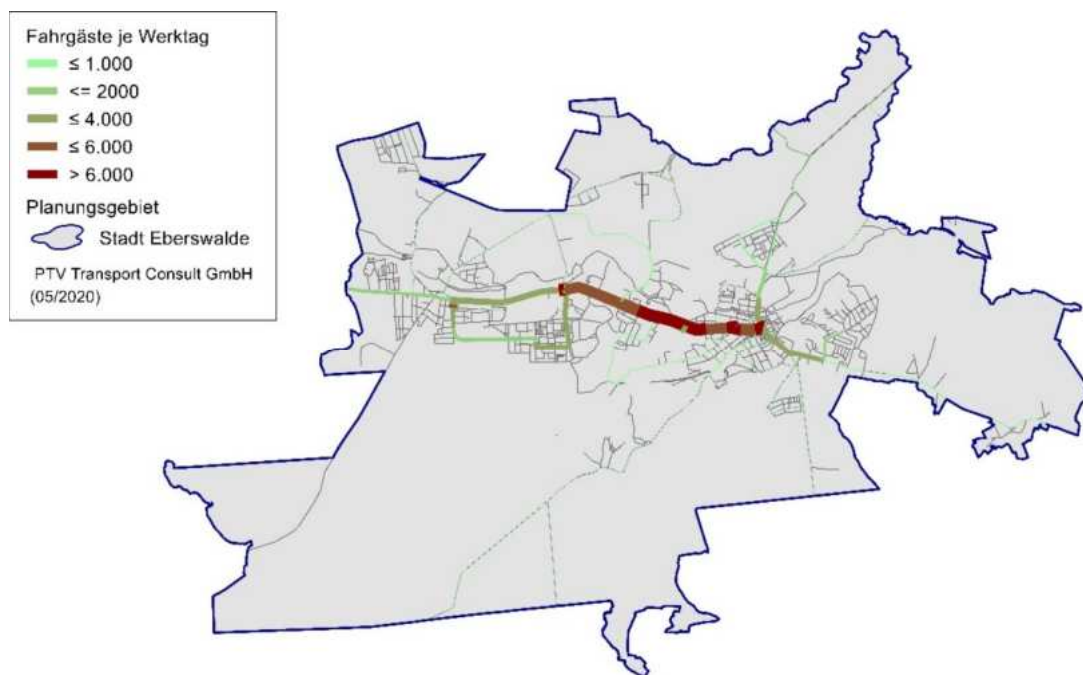 Fahrgäste je Werktag
≤ 1.000
<= 2000
≤ 4.000
≤ 6.000
> 6.000
Planungsgebiet
Stadt Eberswalde
PTV Transport Consult GmbH
(05/2020)